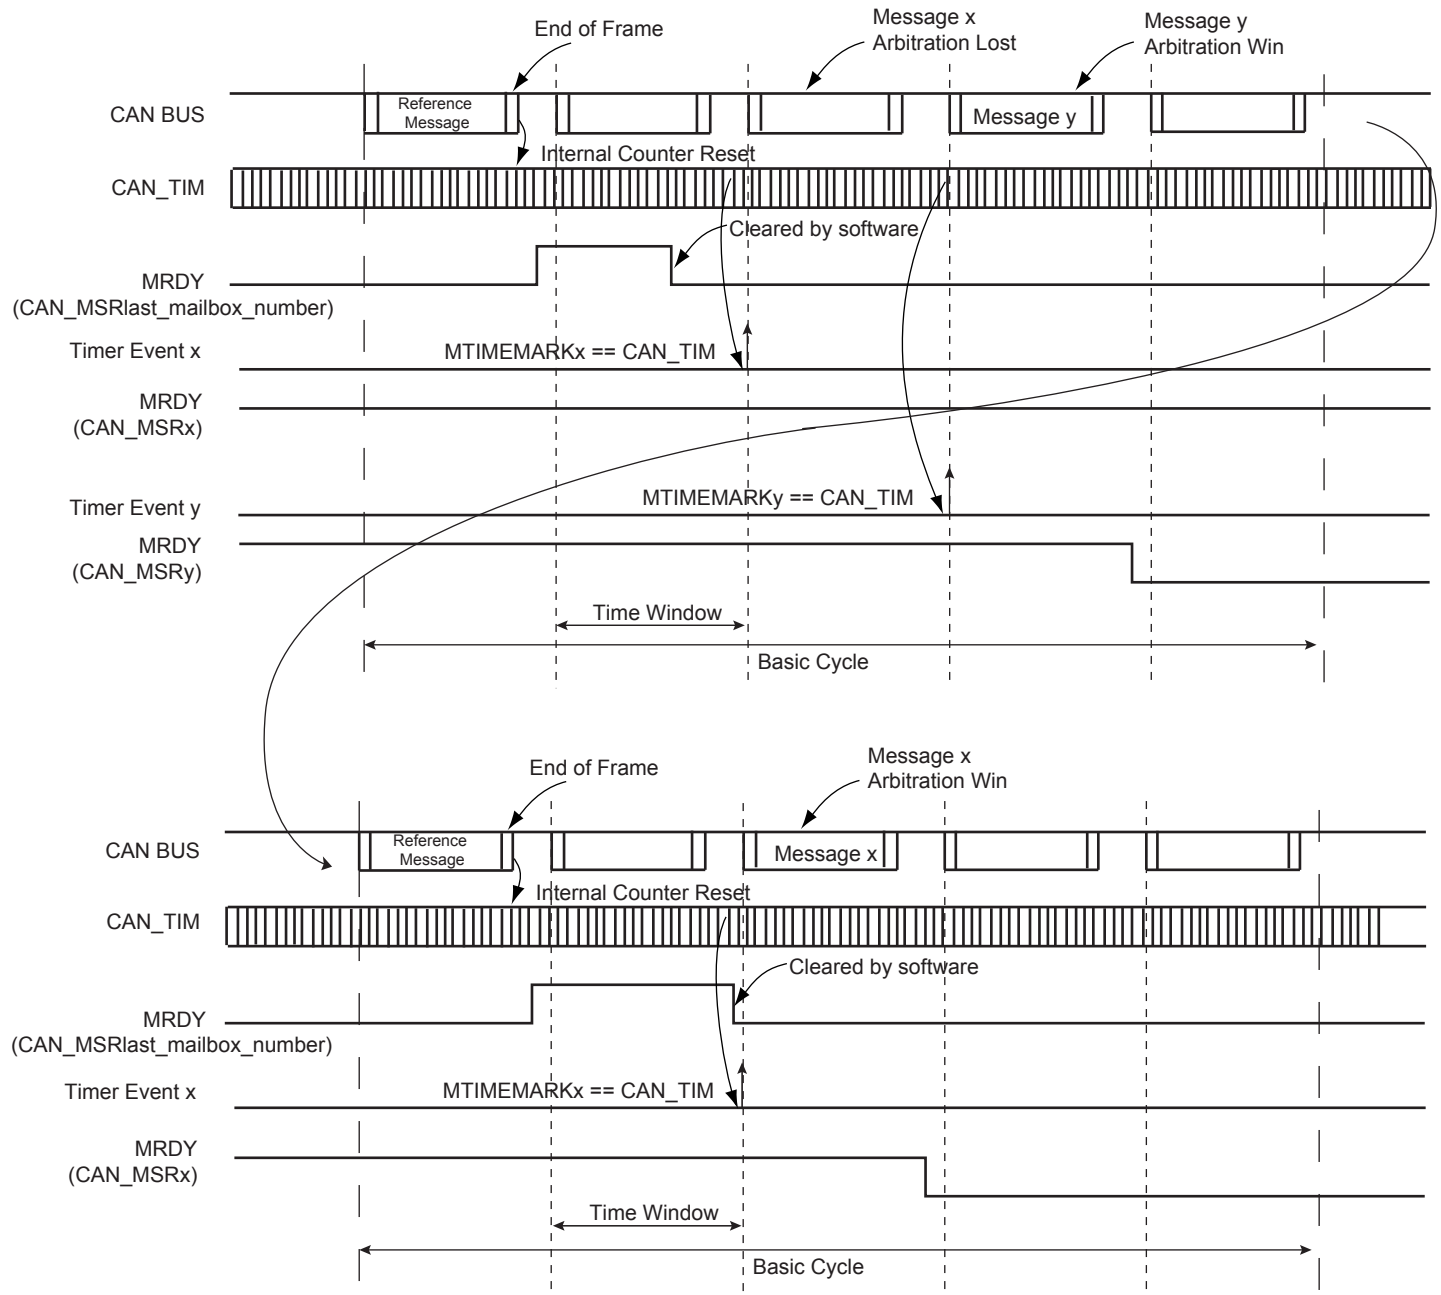 End of Frame
Message x
Arbitration Lost
Message y
Arbitration Win
CAN BUS
Reference
Message
Message y
Internal Counter Reset
CAN_TIM
Cleared by software
MRDY
(CAN_MSRlast_mailbox_number)
Timer Event x
MTIMEMARKx == CAN_TIM
MRDY
(CAN_MSRx)
MTIMEMARKy == CAN_TIM
Timer Event y
MRDY
(CAN_MSRy)
Time Window
Basic Cycle
Message x
Arbitration Win
End of Frame
CAN BUS
Reference
Message
Message x
Internal Counter Reset
CAN_TIM
Cleared by software
MRDY
(CAN_MSRlast_mailbox_number)
Timer Event x
MTIMEMARKx == CAN_TIM
MRDY
(CAN_MSRx)
Time Window
Basic Cycle